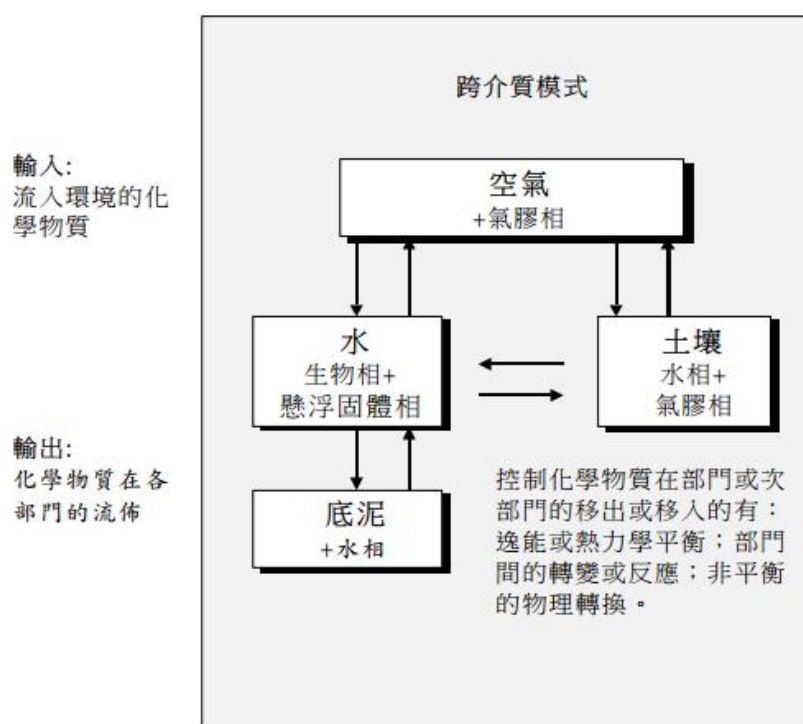 跨介質模式
輸入:
流入環境的化
學物質
空氣
+氣膠相
水
生物相+
懸浮固體相
土壤
水相+
氣膠相
輸出:
化學物質在各
部門的流佈
底泥
+水相
控制化學物質在部門或次
部門的移出或移入的有：
逸能或熱力學平衡；部門
間的轉變或反應；非平衡
的物理轉換。